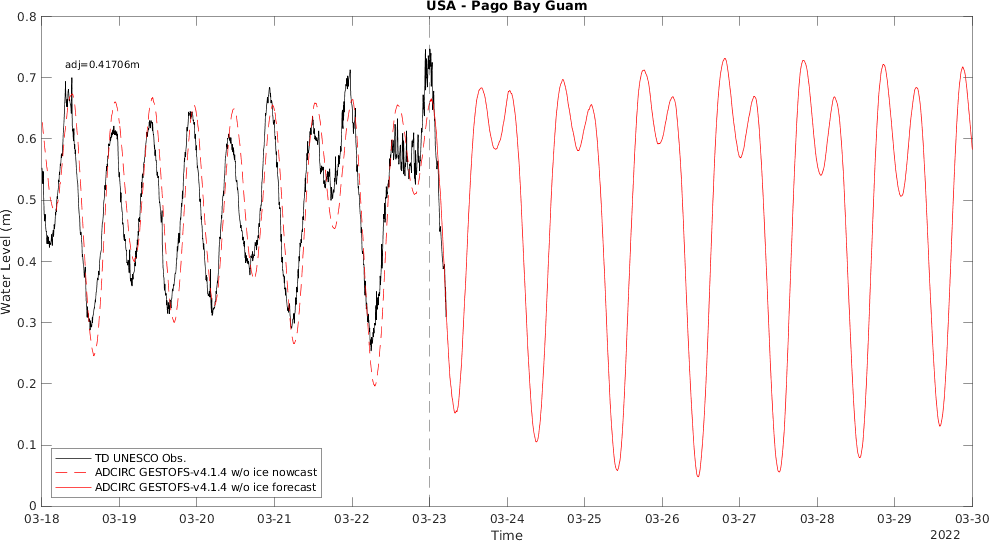 USA - Pago Bay Guam
adj=0.41706m
0.8
0.7
0.6
0.5
0.4
0.3
0.2
0.1
0
Water Level (m)
TD UNESCO Obs.
ADCIRC GESTOFS-v4.1.4 w/o ice nowcast
ADCIRC GESTOFS-v4.1.4 w/o ice forecast
03-18 03-19 03-20 03-21 03-22 03-23 03-24 03-25 03-26 03-27 03-28 03-29 03-30
Time
2022